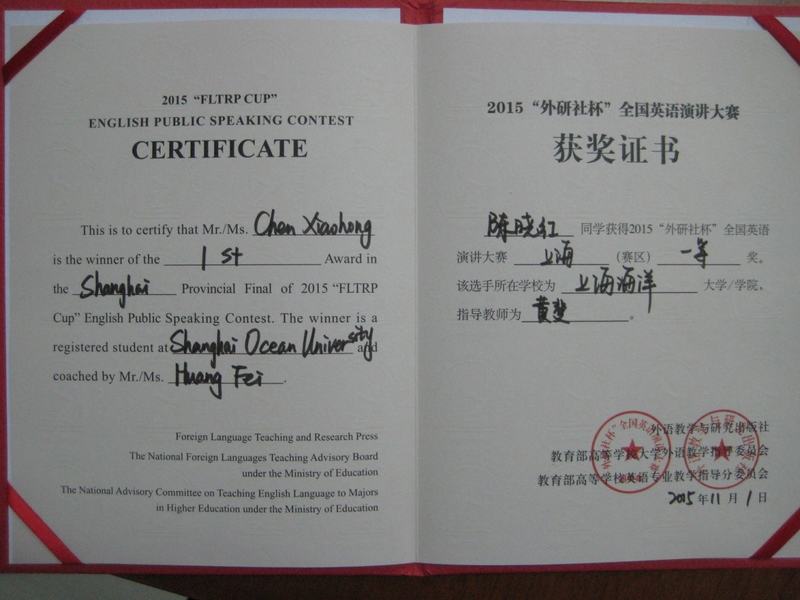 2015 “FLTRP CUP”
ENGLISH PUBLIC SPEAKING CONTEST
CERTIFICATE
This is to certify that Mr./Ms. Chen Xiaohong
is the winner of the 1st Award in
the Shanghai Provincial Final of 2015 “FLTRP
Cup” English Public Speaking Contest. The winner is a
registered student at Shanghai Ocean University and
coached by Mr./Ms. Huang Fei.
Foreign Language Teaching and Research Press
The National Foreign Languages Teaching Advisory Board
under the Ministry of Education
The National Advisory Committee on Teaching English Language to Majors
in Higher Education under the Ministry of Education
2015 “外研社杯” 全国英语演讲大赛
获奖证书
陈晓红 同学获得2015 “外研社杯” 全国英语
演讲大赛 上海 (赛区) 一等 奖。
该选手所在学校为 上海海洋 大学/学院、
指导教师为 黄斐 。
外语教学与研究出版社
教育部高等学校大学外语教学指导委员会
教育部高等学校英语专业教学指导分委员会
2015年11月1日